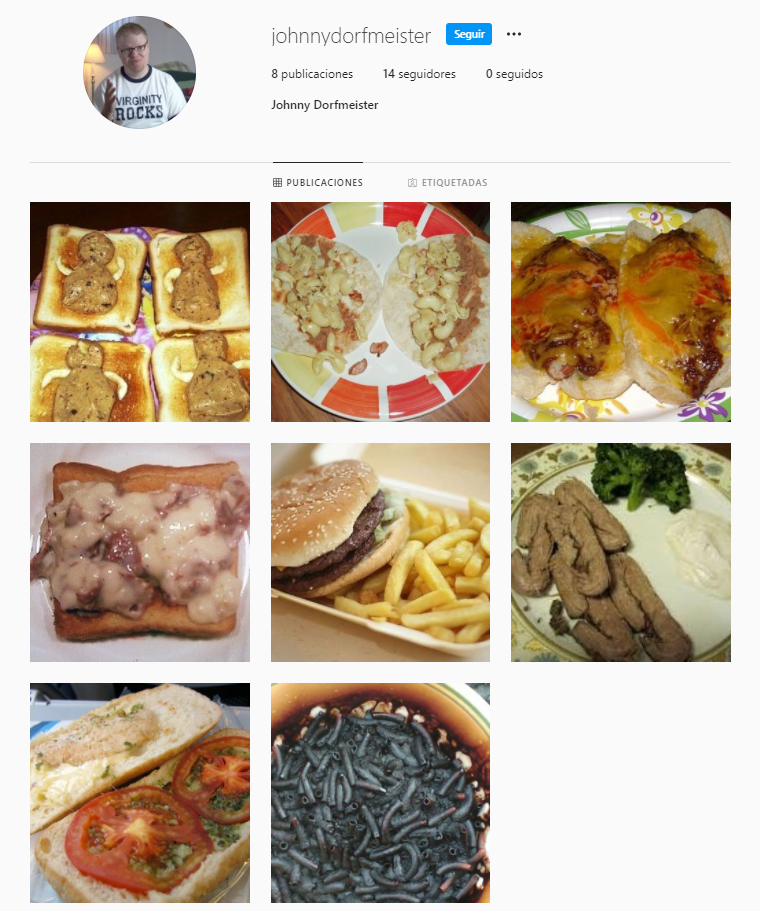 johnnydorfmeister Seguir
8 publicaciones 14 seguidores 0 seguidos
Johnny Dorfmeister
VIRGINITY
ROCKS
PUBLICACIONES ETIQUETADAS